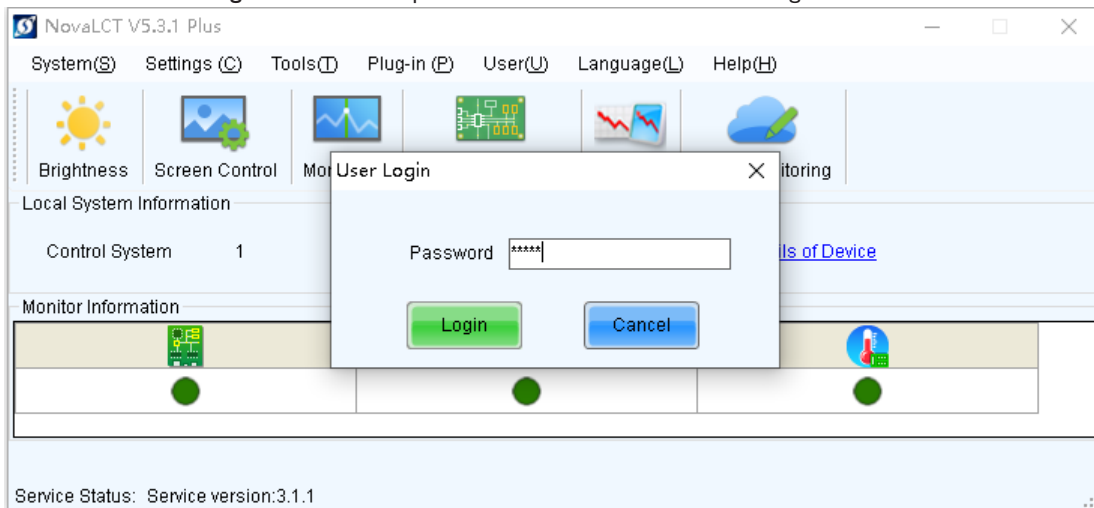 NovaLCT V5.3.1 Plus
System(S) Settings (C) Tools(T) Plug-in (P) User(U) Language(L) Help(H)
Brightness Screen Control Mor itoring
User Login
Local System Information
Control System 1
Password *****
ils of Device
Login Cancel
Monitor Information
Service Status: Service version:3.1.1